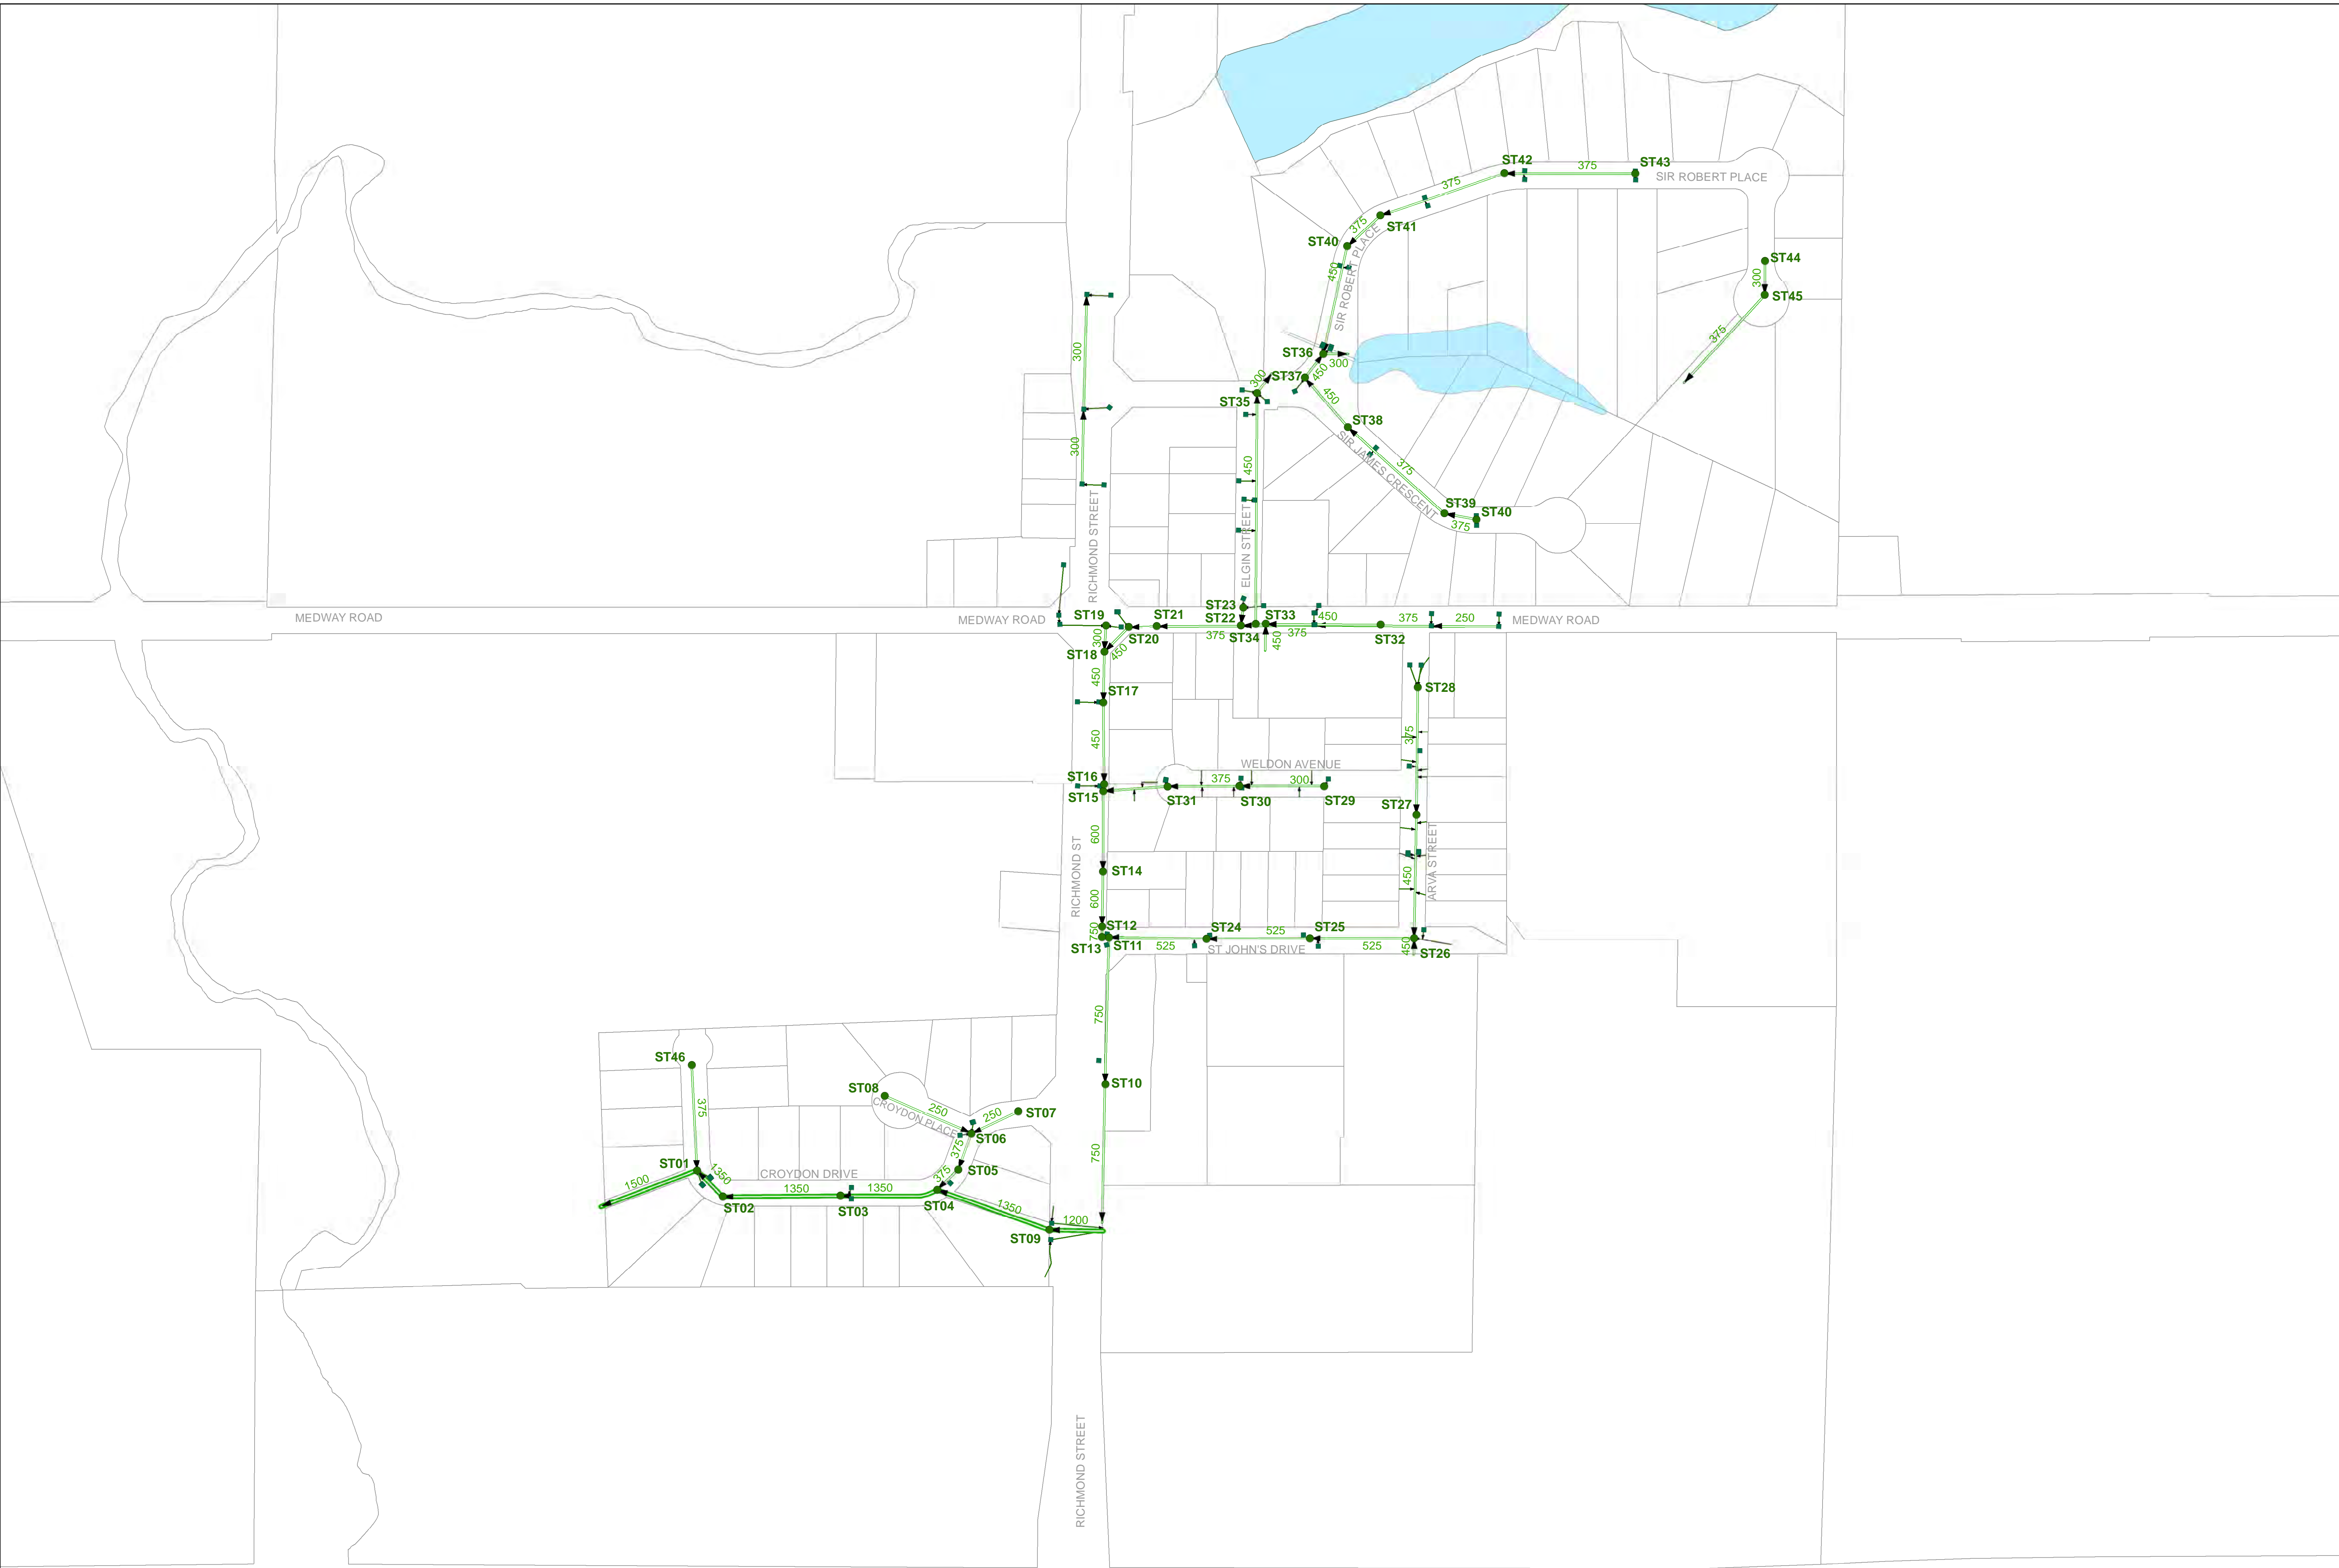 ST42
375
ST43
SIR ROBERT PLACE
375
375
ST41
ST40
SIR ROBERT PLACE
450
ST44
300
ST45
375
300
ST36
300
450
ST37
300
ST35
450
ST38
SIR JAMES CRESCENT
375
300
450
ST39
ST40
375
RICHMOND STREET
ELGIN STREET
MEDWAY ROAD
MEDWAY ROAD
ST19
ST21
ST23
ST22
ST33
450
375
250
MEDWAY ROAD
300
ST20
375
ST34
375
450
ST32
ST18
450
450
ST17
ST28
450
375
WELDON AVENUE
ST16
375
300
ST15
ST31
ST30
ST29
ST27
600
ARVA STREET
RICHMOND ST
ST14
450
600
ST12
750
ST24
525
ST25
ST13
ST11
525
ST JOHN'S DRIVE
525
450
ST26
750
ST46
ST10
ST08
250
250
ST07
375
CROYDON PLACE
ST06
375
750
ST01
1350
CROYDON DRIVE
375
ST05
1500
1350
1350
ST02
ST03
ST04
1350
1200
ST09
RICHMOND STREET